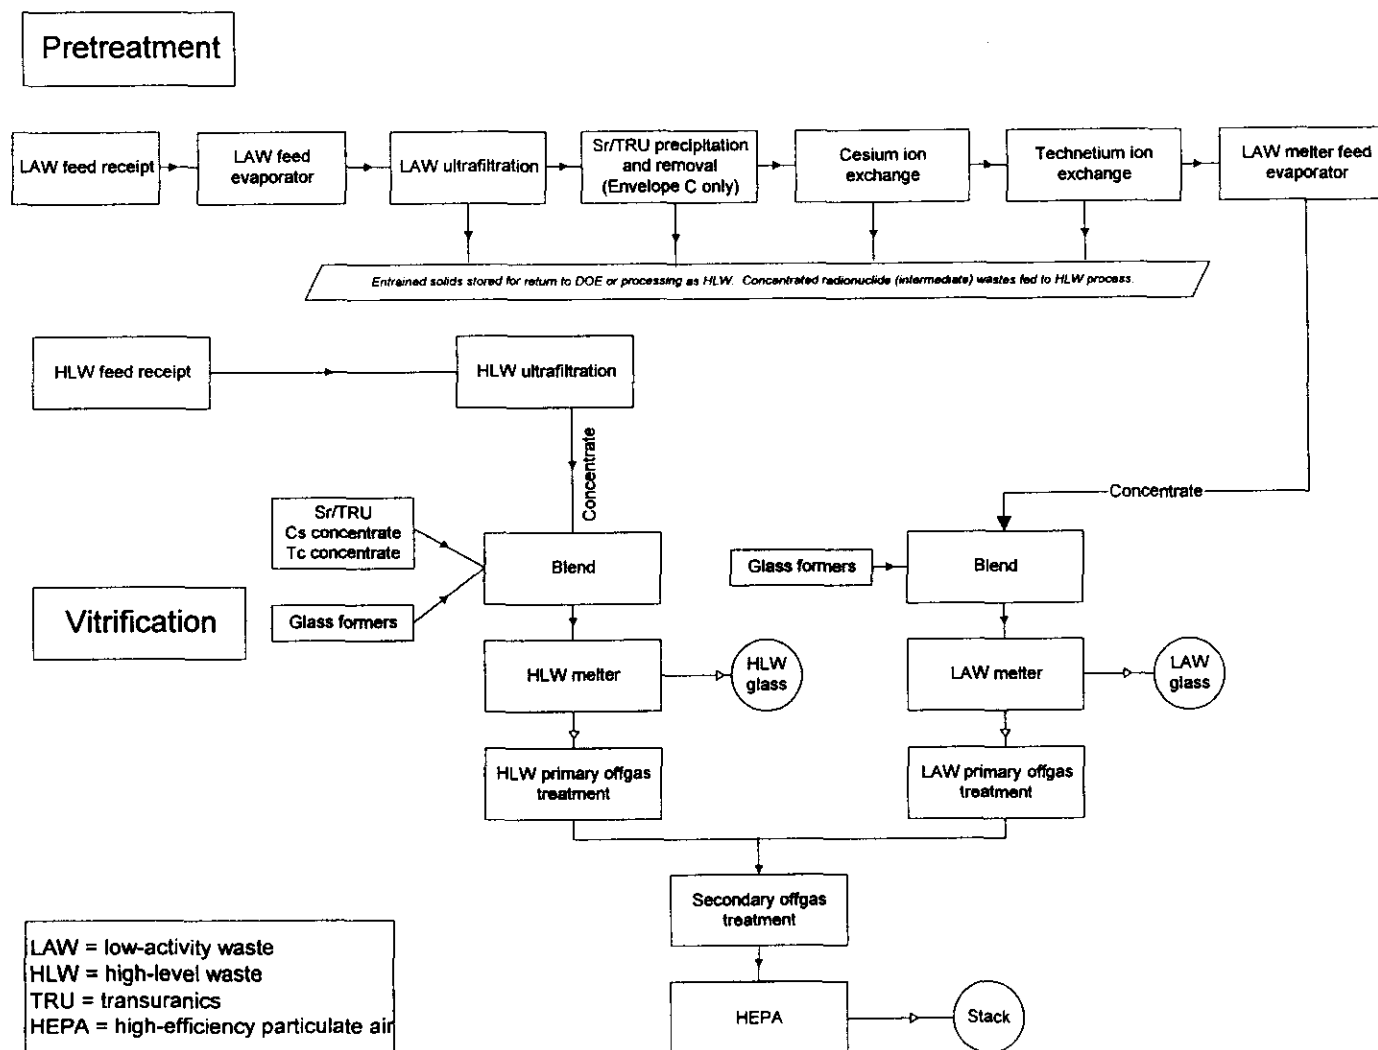 Pretreatment
LAW feed receipt
LAW feed
evaporator
LAW ultrafiltration
Sr/TRU precipitation
and removal
(Envelope C only)
Cesium ion
exchange
Technetium ion
exchange
LAW melter feed
evaporator
Entrained solids stored for return to DOE or processing as HLW. Concentrated radionuclide (intermediate) wastes fed to HLW process.
HLW feed receipt
HLW ultrafiltration
Concentrate
Concentrate
Sr/TRU
Cs concentrate
Tc concentrate
Blend
Glass formers
Blend
Vitrification
Glass formers
HLW melter
HLW
glass
LAW melter
LAW
glass
HLW primary offgas
treatment
LAW primary offgas
treatment
Secondary offgas
treatment
LAW = low-activity waste
HLW = high-level waste
TRU = transuranics
HEPA = high-efficiency particulate air
HEPA
Stack